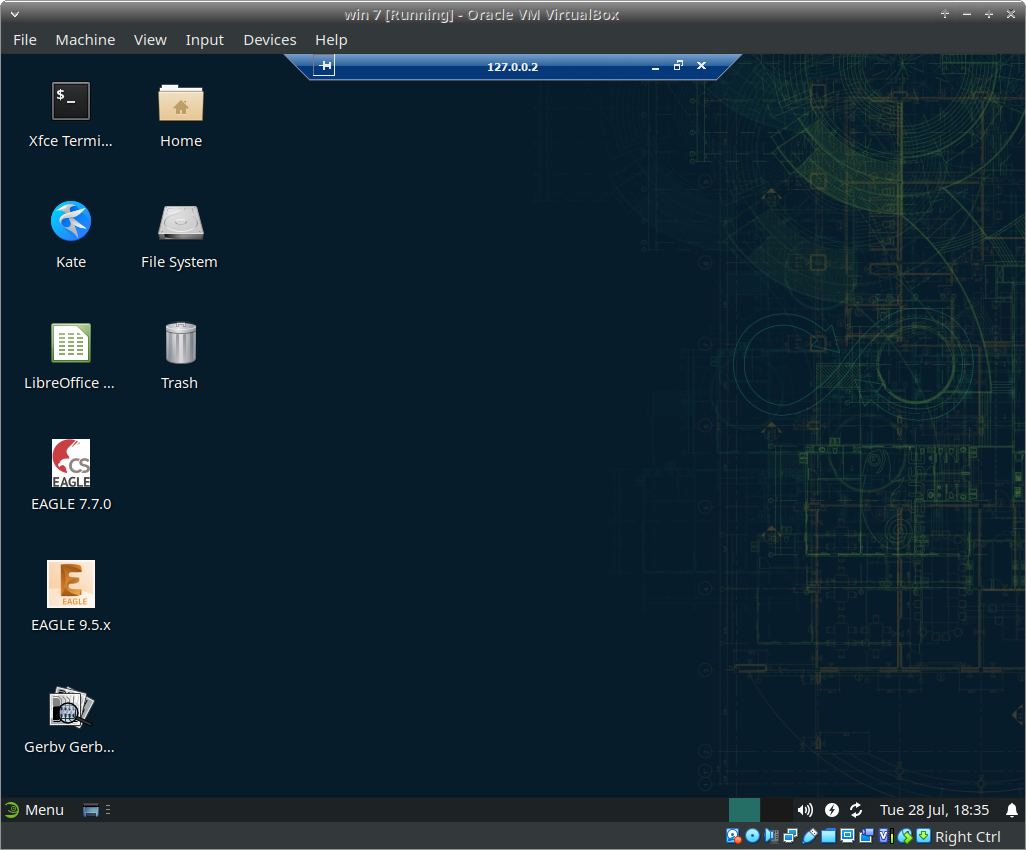 win 7 [Running] - Oracle VM VirtualBox
File Machine View Input Devices Help
127.0.0.2
$_
Xfce Termi...
Home
Kate
File System
LibreOffice ...
Trash
CS
EAGLE
EAGLE 7.7.0
E
EAGLE
EAGLE 9.5.x
Gerbv Gerb...
Menu
Tue 28 Jul, 18:35
Right Ctrl